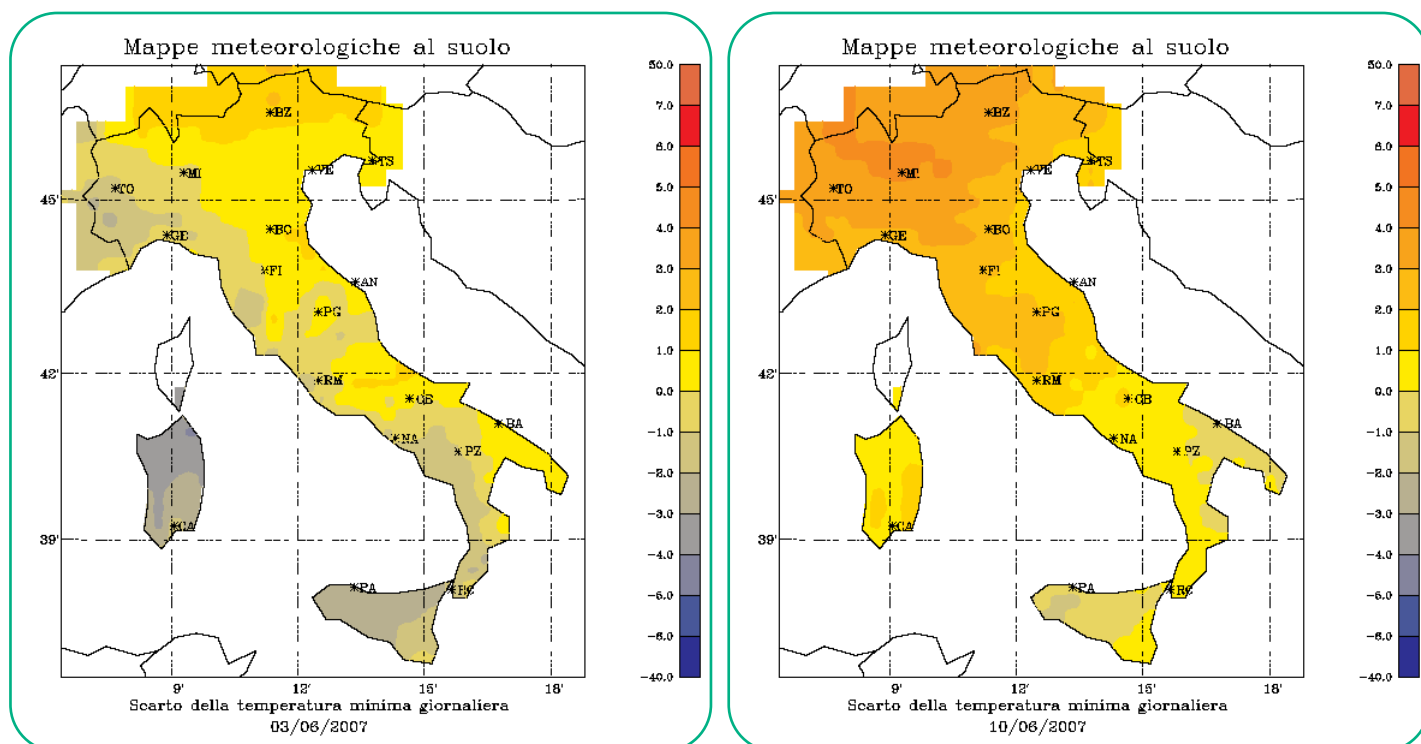 Mappe meteorologiche al suolo
BZ
TS
VE
MI
TO
BO
GE
FI
AN
PG
RM
CB
BA
NA
PZ
CA
PA
RC
45'
42'
39'
9'
12'
15'
18'
50.0
7.0
6.0
5.0
4.0
3.0
2.0
1.0
0.0
-1.0
-2.0
-3.0
-4.0
-5.0
-6.0
-40.0
Scarto della temperatura minima giornaliera
03/06/2007
Mappe meteorologiche al suolo
BZ
TS
VE
MI
TO
BO
GE
FI
AN
PG
RM
CB
BA
NA
PZ
CA
PA
RC
45'
42'
39'
9'
12'
15'
18'
50.0
7.0
6.0
5.0
4.0
3.0
2.0
1.0
0.0
-1.0
-2.0
-3.0
-4.0
-5.0
-6.0
-40.0
Scarto della temperatura minima giornaliera
10/06/2007